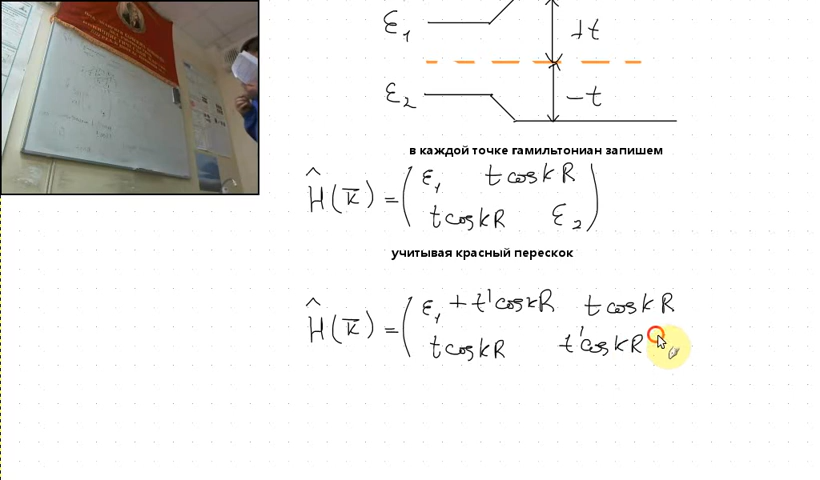 ε₁ +t
ε₂ -t
в каждой точке гамильтониан запишем
Ĥ(k̅) = ( ε₁ t cos kR
t cos kR ε₂ )
учитывая красный перескок
Ĥ(k̅) = ( ε₁ + t' cos kR t cos kR
t cos kR t' cos kR